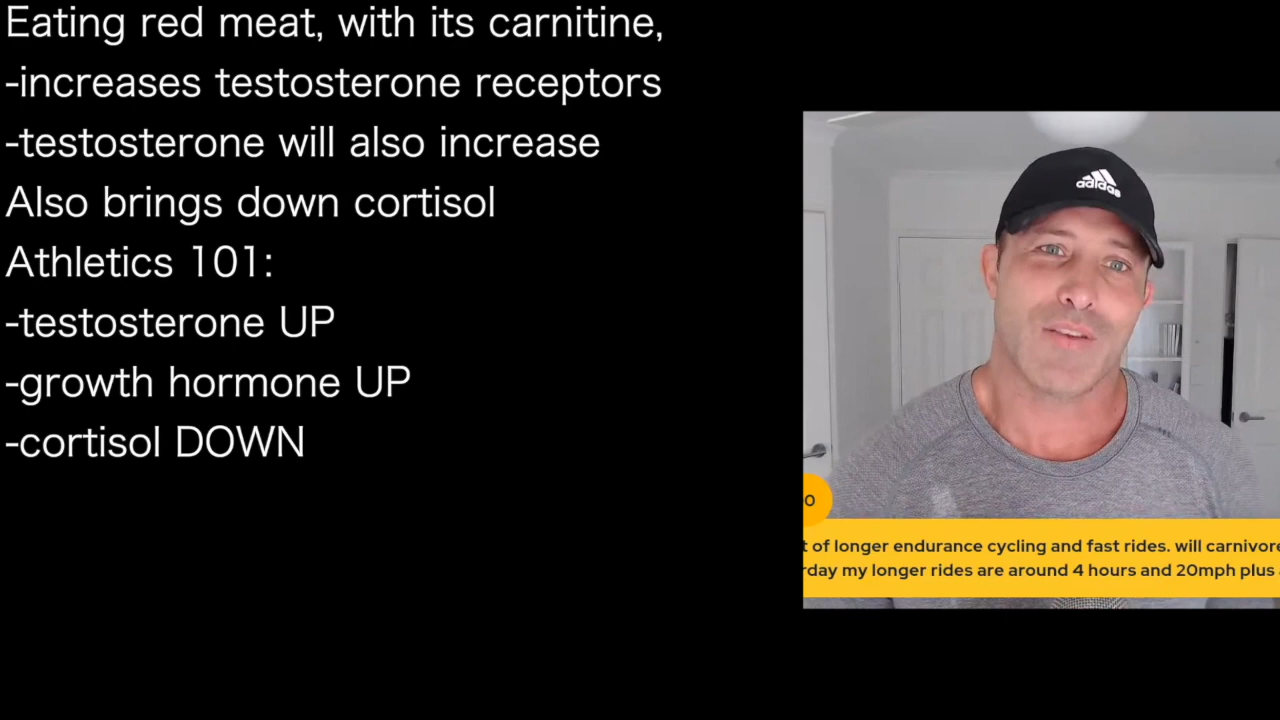 Eating red meat, with its carnitine,
-increases testosterone receptors
-testosterone will also increase
Also brings down cortisol
Athletics 101:
-testosterone UP
-growth hormone UP
-cortisol DOWN
adidas
of longer endurance cycling and fast rides. will carnivore
my longer rides are around 4 hours and 20mph plus